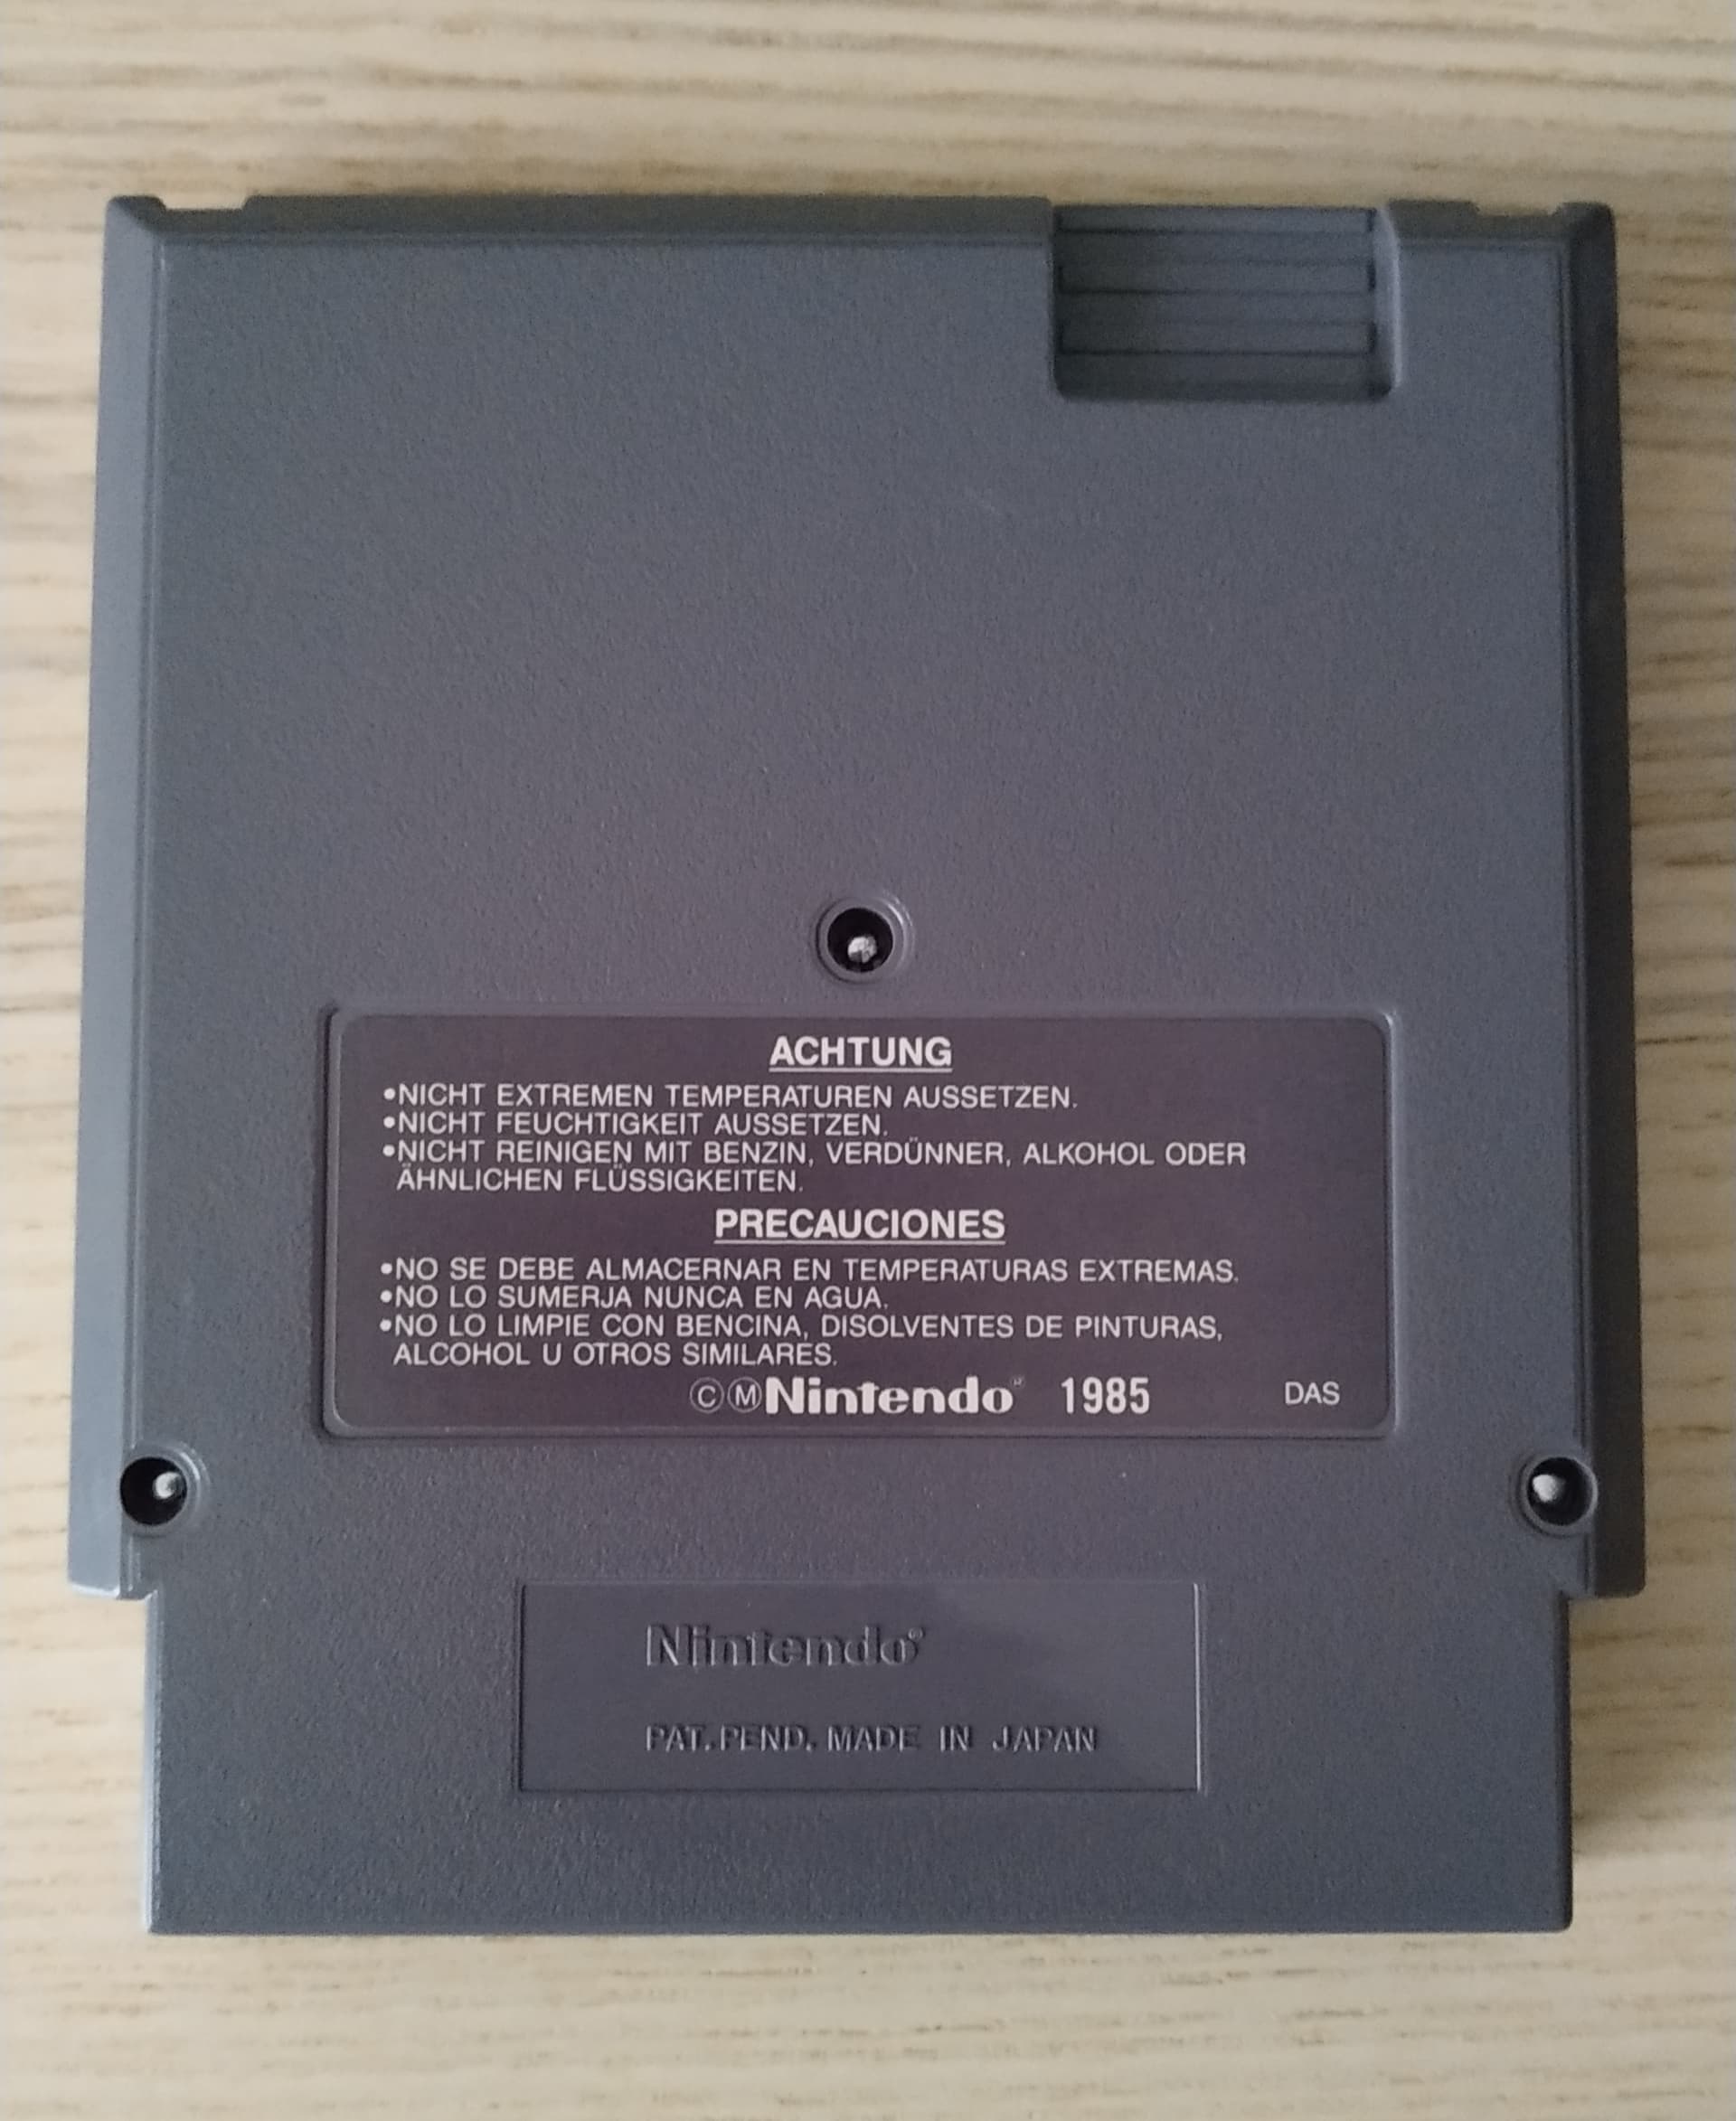 ACHTUNG
•NICHT EXTREMEN TEMPERATUREN AUSSETZEN.
•NICHT FEUCHTIGKEIT AUSSETZEN.
•NICHT REINIGEN MIT BENZIN, VERDÜNNER, ALKOHOL ODER
ÄHNLICHEN FLÜSSIGKEITEN.
PRECAUCIONES
•NO SE DEBE ALMACERNAR EN TEMPERATURAS EXTREMAS.
•NO LO SUMERJA NUNCA EN AGUA.
•NO LO LIMPIE CON BENCINA, DISOLVENTES DE PINTURAS,
ALCOHOL U OTROS SIMILARES.
ⒸⓂNintendo® 1985 DAS
Nintendo®
PAT. PEND. MADE IN JAPAN